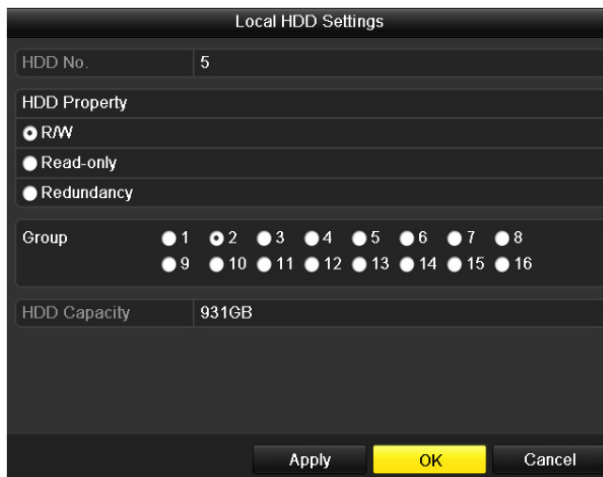 Local HDD Settings
HDD No. 5
HDD Property
R/W
Read-only
Redundancy
Group 1 2 3 4 5 6 7 8
9 10 11 12 13 14 15 16
HDD Capacity 931GB
Apply OK Cancel